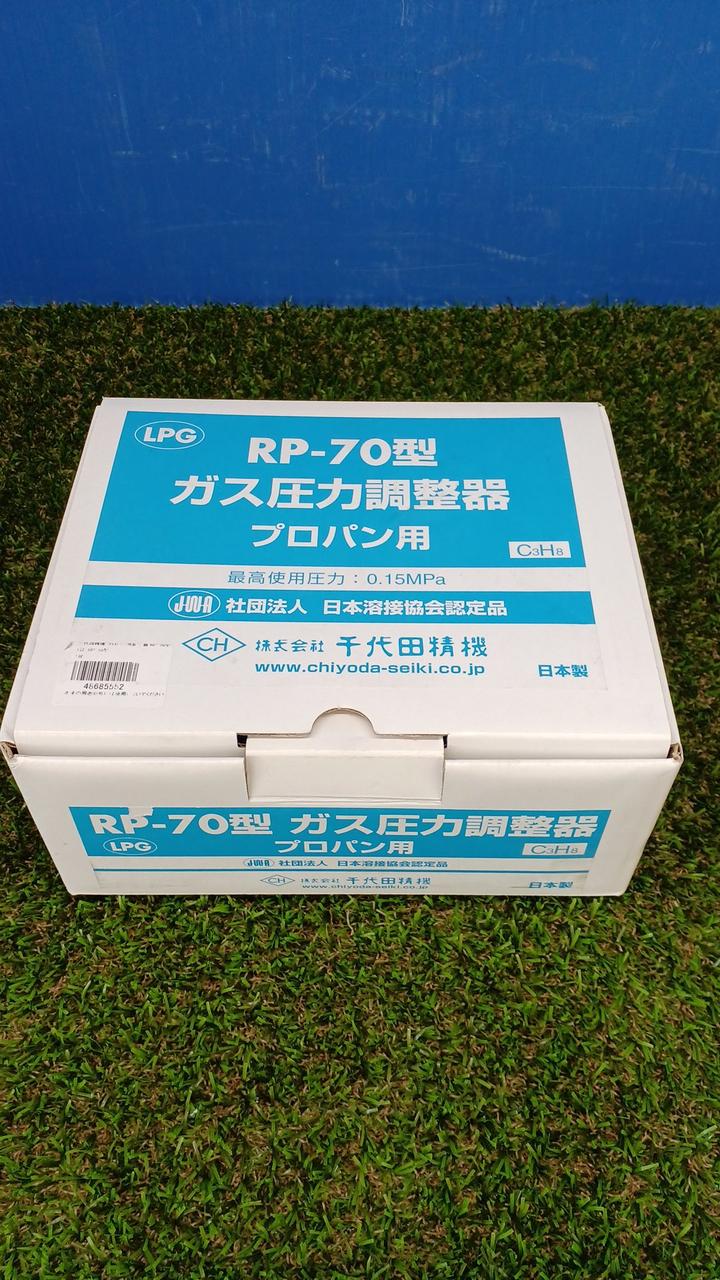 LPG
RP-70型
ガス圧力調整器
プロパン用
C3H8
最高使用圧力：0.15MPa
JWA 社団法人 日本溶接協会認定品
CH 株式会社 千代田精機
www.chiyoda-seiki.co.jp
日本製
48685552
RP-70型 ガス圧力調整器
LPG
プロパン用
C3H8
JWA 社団法人 日本溶接協会認定品
CH 株式会社 千代田精機
www.chiyoda-seiki.co.jp
日本製